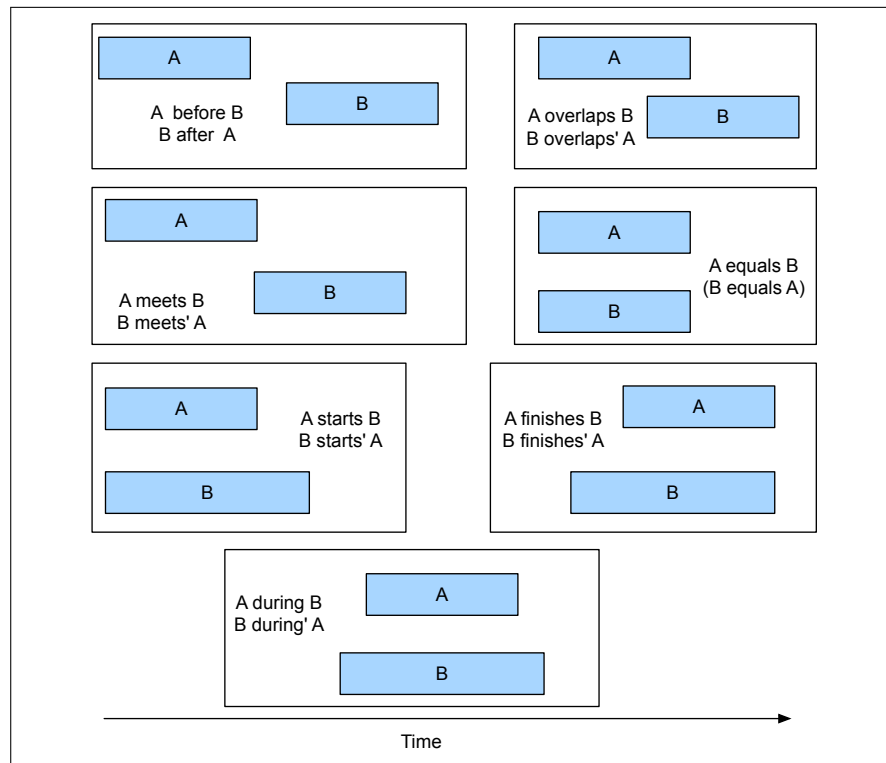 A
B
A before B
B after A
A
B
A overlaps B
B overlaps' A
A
B
A meets B
B meets' A
A
B
A equals B
(B equals A)
A
A starts B
B starts' A
B
A
A finishes B
B finishes' A
B
A
A during B
B during' A
B
Time